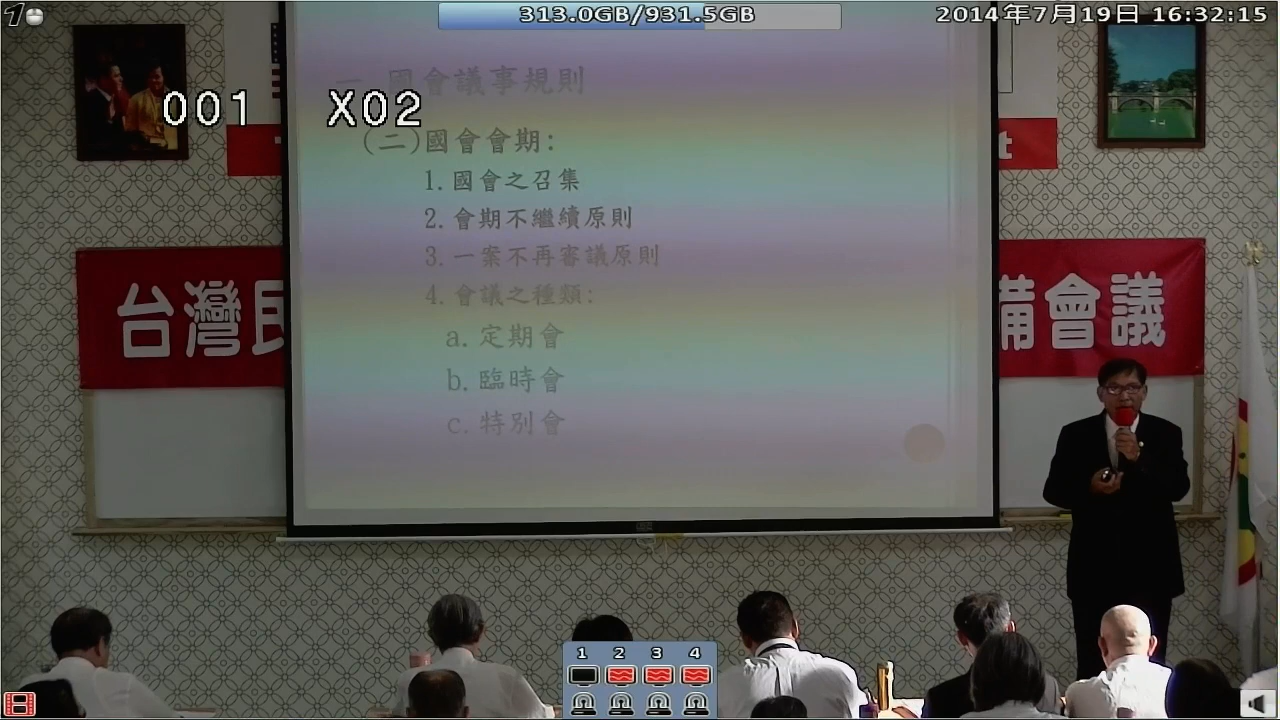 1
313.0GB/931.5GB
2014年7月19日 16:32:15
001 X02
一 國會議事規則
(二)國會會期:
1.國會之召集
2.會期不繼續原則
3.一案不再審議原則
4.會議之種類:
a.定期會
b.臨時會
c.特別會
t
台灣民
備會議
1 2 3 4